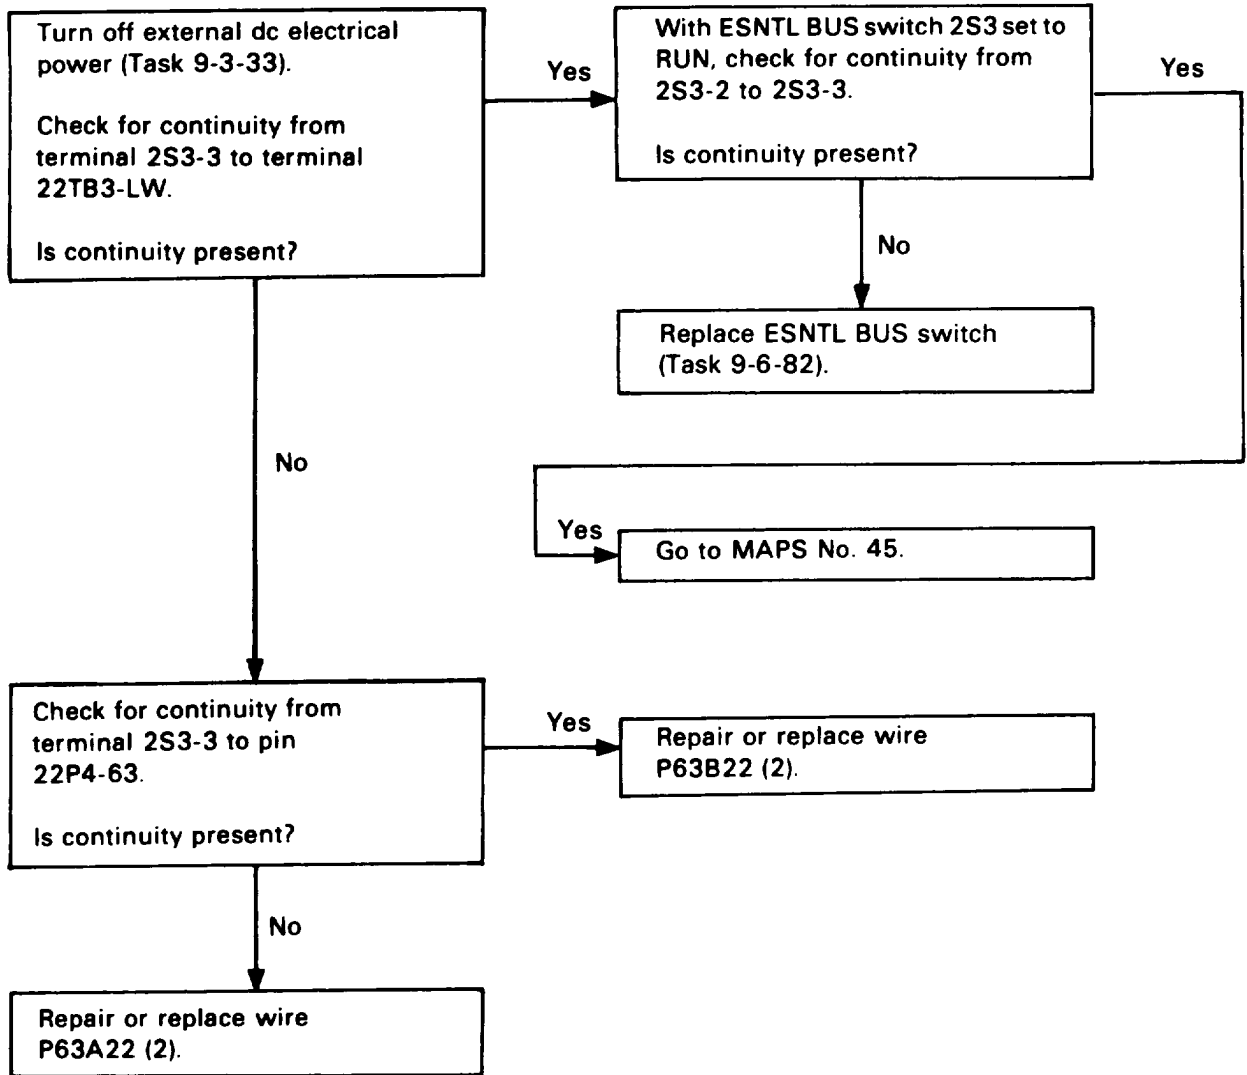 Turn off external dc electrical
power (Task 9-3-33).
Check for continuity from
terminal 2S3-3 to terminal
22TB3-LW.
Is continuity present?
Yes
With ESNTL BUS switch 2S3 set to
RUN, check for continuity from
2S3-2 to 2S3-3.
Is continuity present?
Yes
No
Replace ESNTL BUS switch
(Task 9-6-82).
No
Yes
Go to MAPS No. 45.
Check for continuity from
terminal 2S3-3 to pin
22P4-63.
Is continuity present?
Yes
Repair or replace wire
P63B22 (2).
No
Repair or replace wire
P63A22 (2).